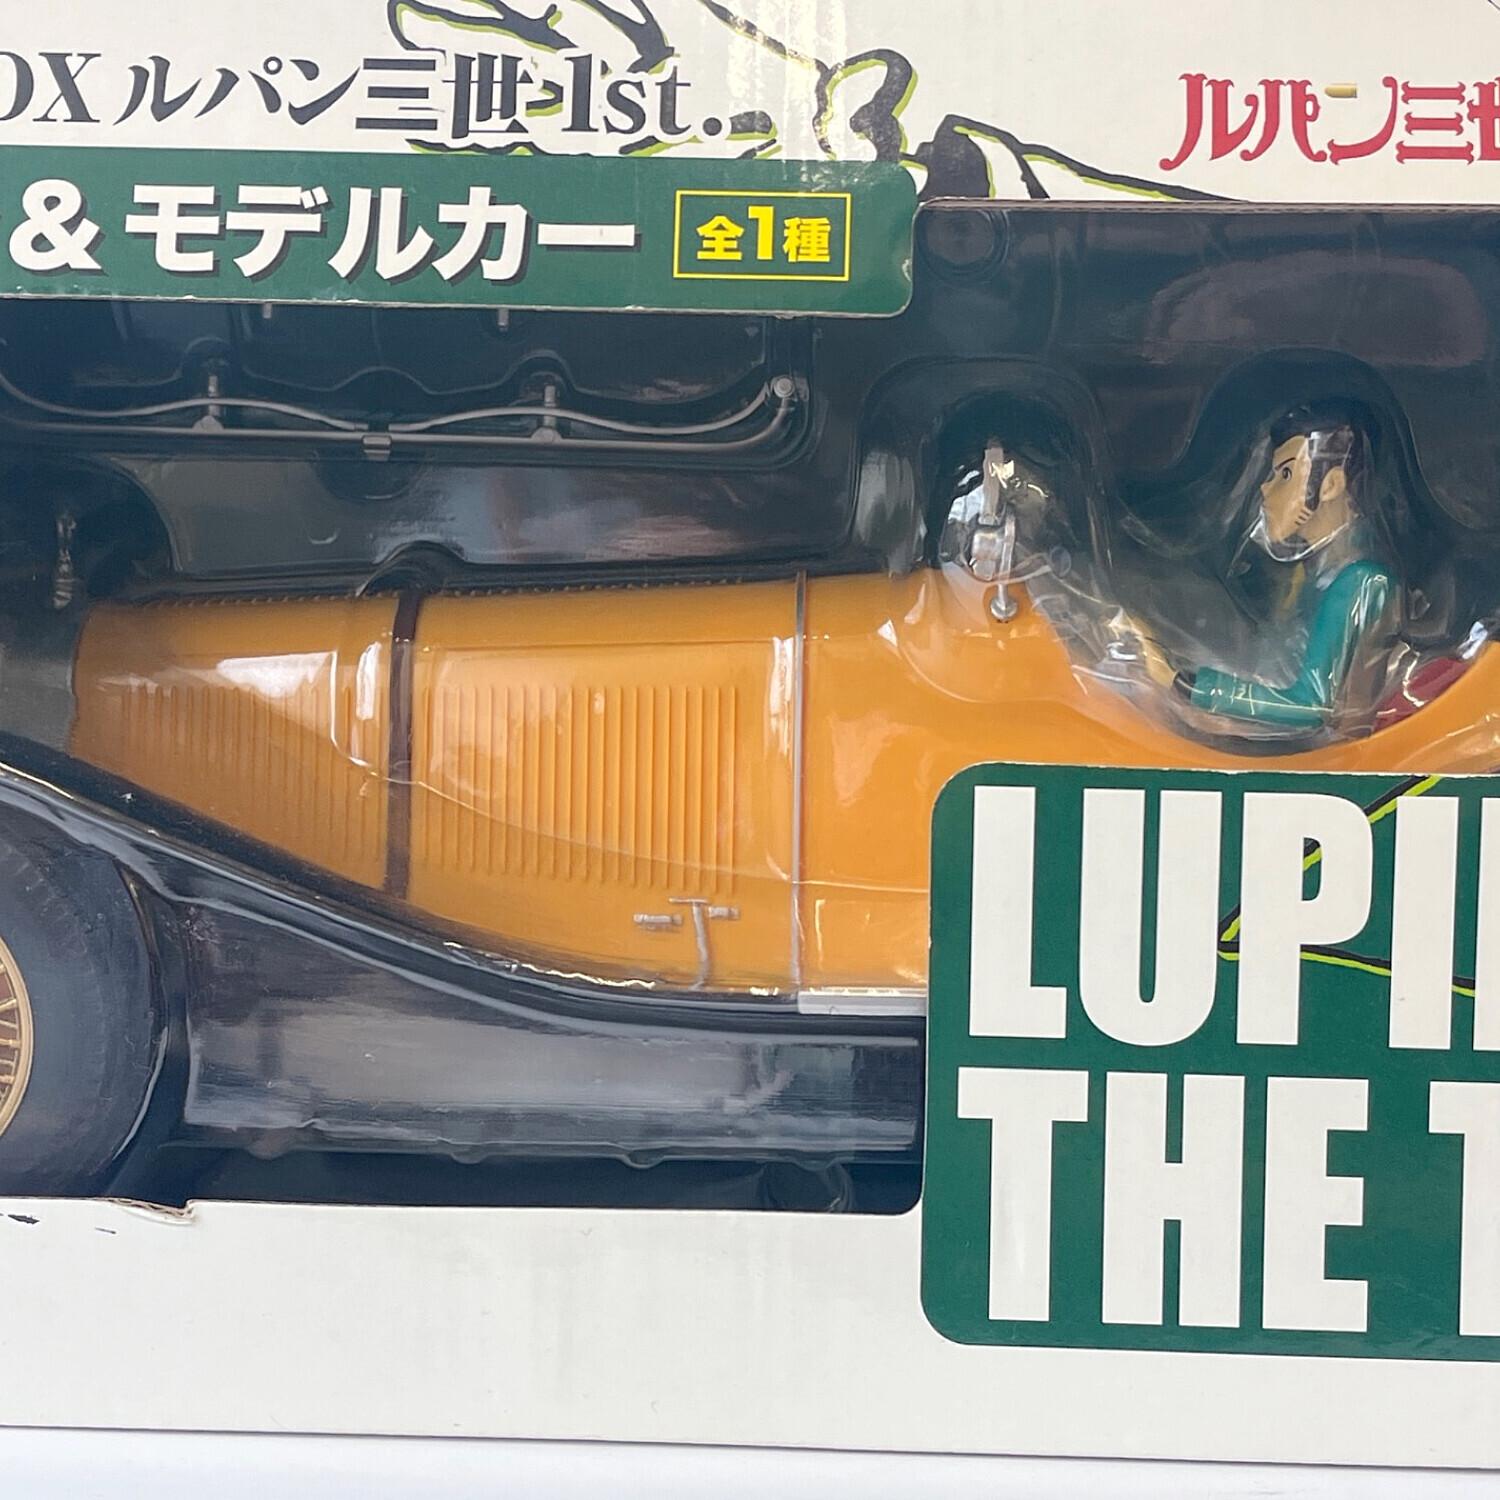 DX ルパン三世-1st.
ルパン三世
& モデルカー 全1種
LUPI
THE T